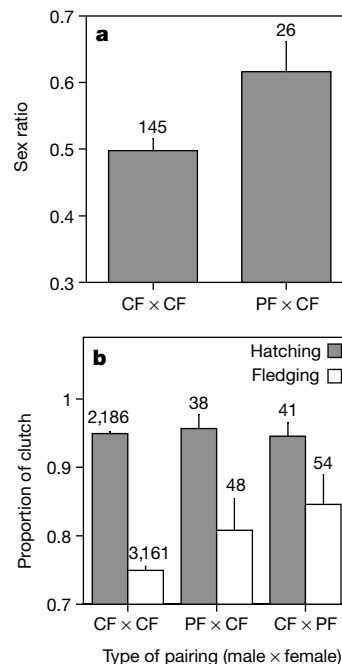 a
Sex ratio
0.7
0.6
0.5
0.4
0.3
145
26
CF × CF
PF × CF
b
Hatching
Fledging
Proportion of clutch
1
0.9
0.8
0.7
2,186
3,161
38
48
41
54
CF × CF
PF × CF
CF × PF
Type of pairing (male × female)